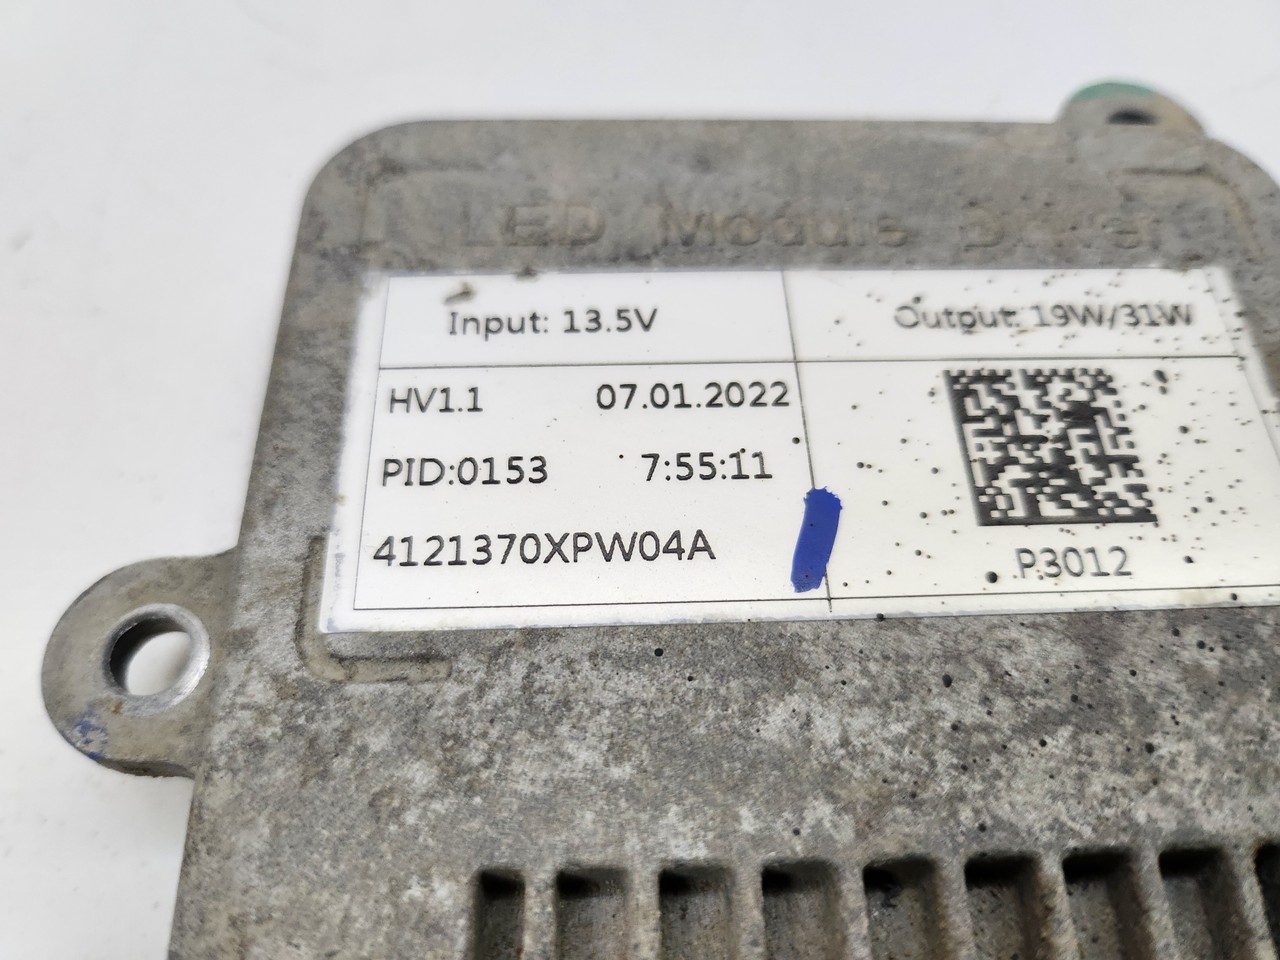 LED Module Driver
Input: 13.5V
Output: 19W/31W
HV1.1 07.01.2022
PID:0153 7:55:11
4121370XPW04A
P.3012